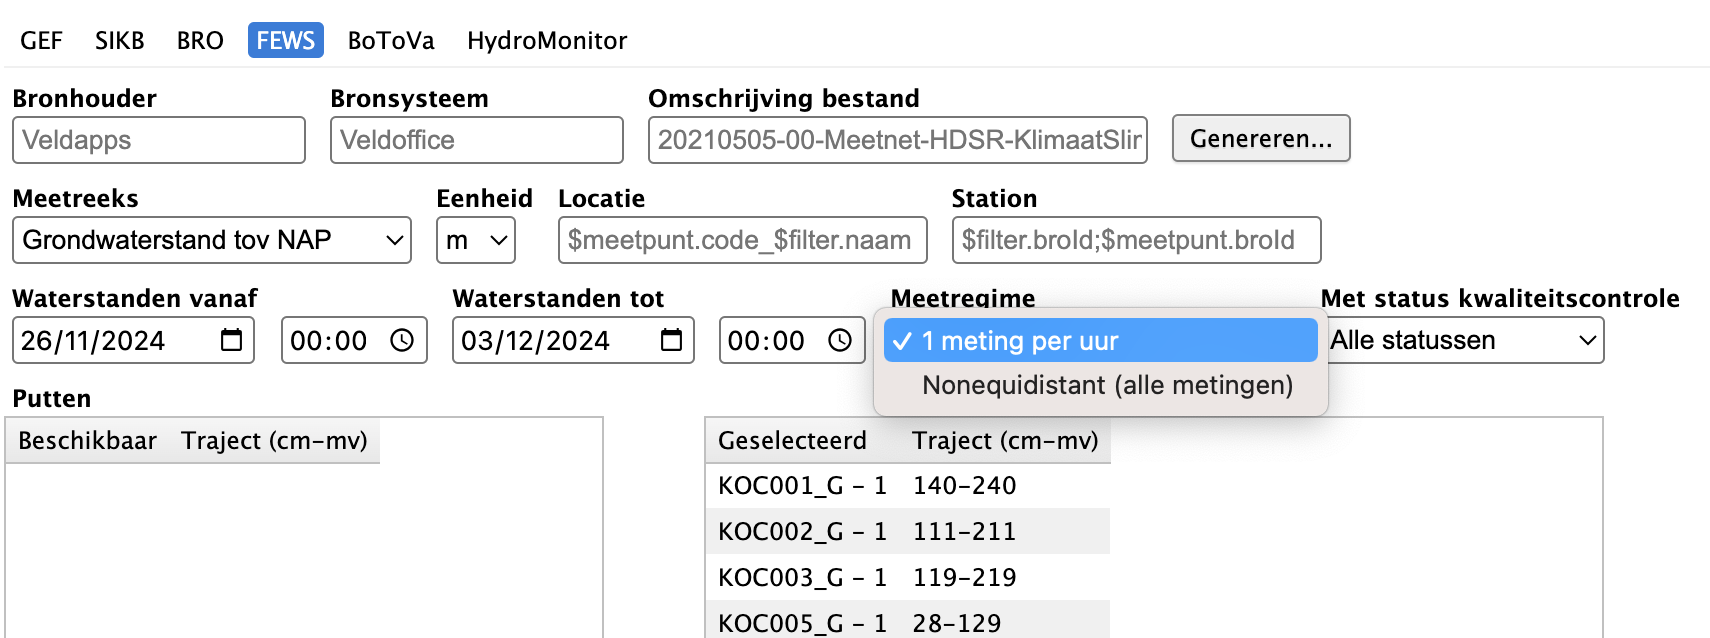 GEF SIKB BRO FEWS BoToVa HydroMonitor
Bronhouder Bronsysteem Omschrijving bestand
Veldapps Veldoffice 20210505-00-Meetnet-HDSR-KlimaatSlir Genereren...
Meetreeks Eenheid Locatie Station
Grondwaterstand tov NAP m $meetpunt.code_$filter.naam $filter.broId;$meetpunt.broId
Waterstanden vanaf Waterstanden tot Meetregime Met status kwaliteitscontrole
26/11/2024 00:00 03/12/2024 00:00 ✓ 1 meting per uur Alle statussen
Nonequidistant (alle metingen)
Putten
Beschikbaar Traject (cm-mv) Geselecteerd Traject (cm-mv)
KOC001_G - 1 140-240
KOC002_G - 1 111-211
KOC003_G - 1 119-219
KOC005_G - 1 28-129